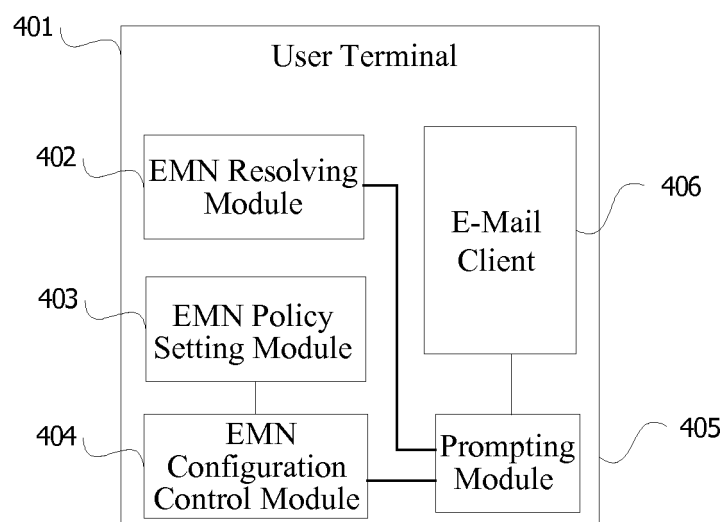 401
User Terminal
402
EMN Resolving
Module
E-Mail
Client
406
403
EMN Policy
Setting Module
404
EMN
Configuration
Control Module
Prompting
Module
405